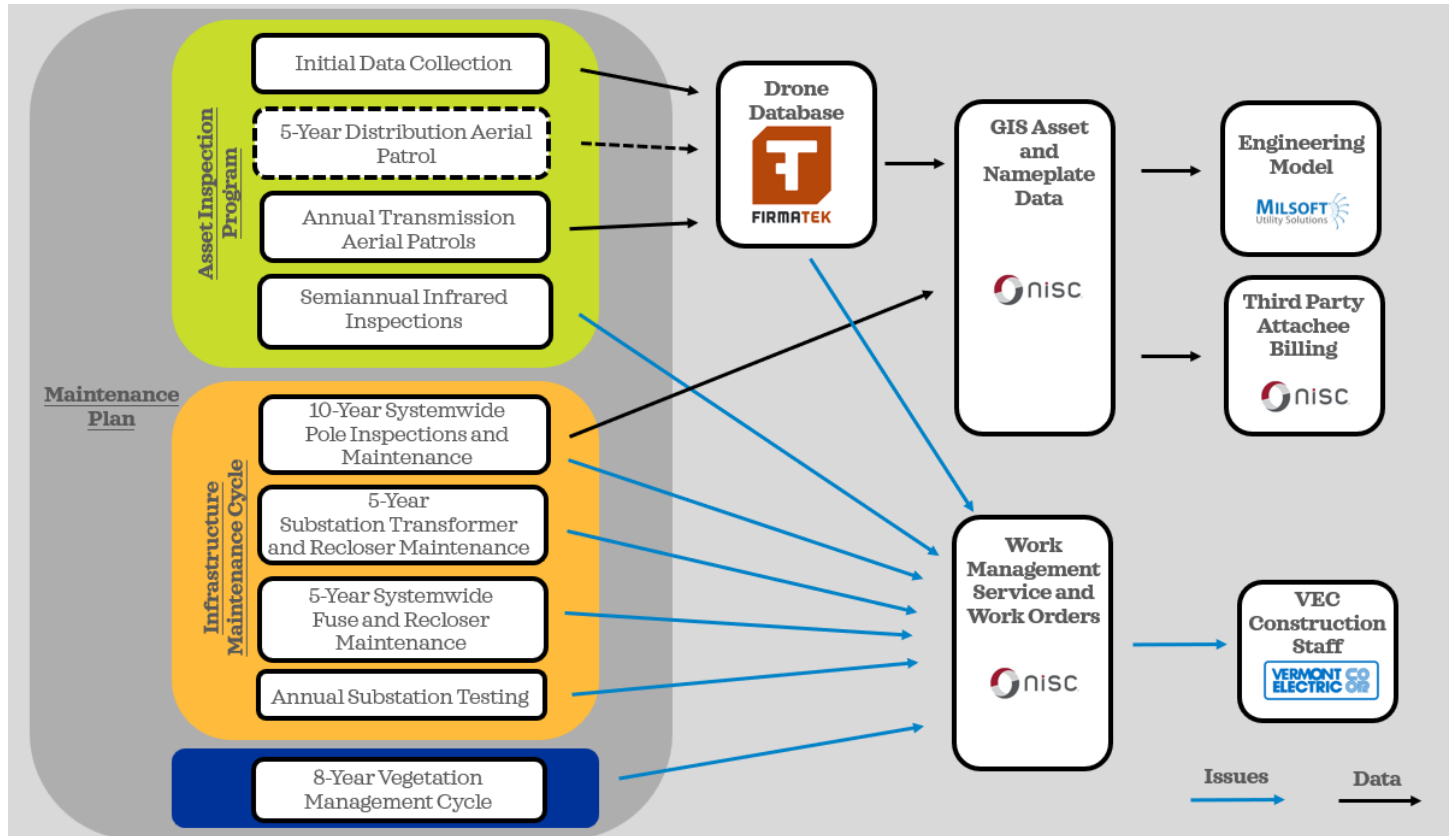 Maintenance
Plan
Asset Inspection
Program
Initial Data Collection
5-Year Distribution Aerial
Patrol
Annual Transmission
Aerial Patrols
Semiannual Infrared
Inspections
Infrastructure
Maintenance Cycle
10-Year Systemwide
Pole Inspections and
Maintenance
5-Year
Substation Transformer
and Recloser Maintenance
5-Year Systemwide
Fuse and Recloser
Maintenance
Annual Substation Testing
8-Year Vegetation
Management Cycle
Drone
Database
FIRMATEK
GIS Asset
and
Nameplate
Data
nisc
Engineering
Model
MILSOFT
Utility Solutions
Third Party
Attachee
Billing
nisc
Work
Management
Service and
Work Orders
nisc
VEC
Construction
Staff
VERMONT CO
ELECTRIC OP
Issues
Data